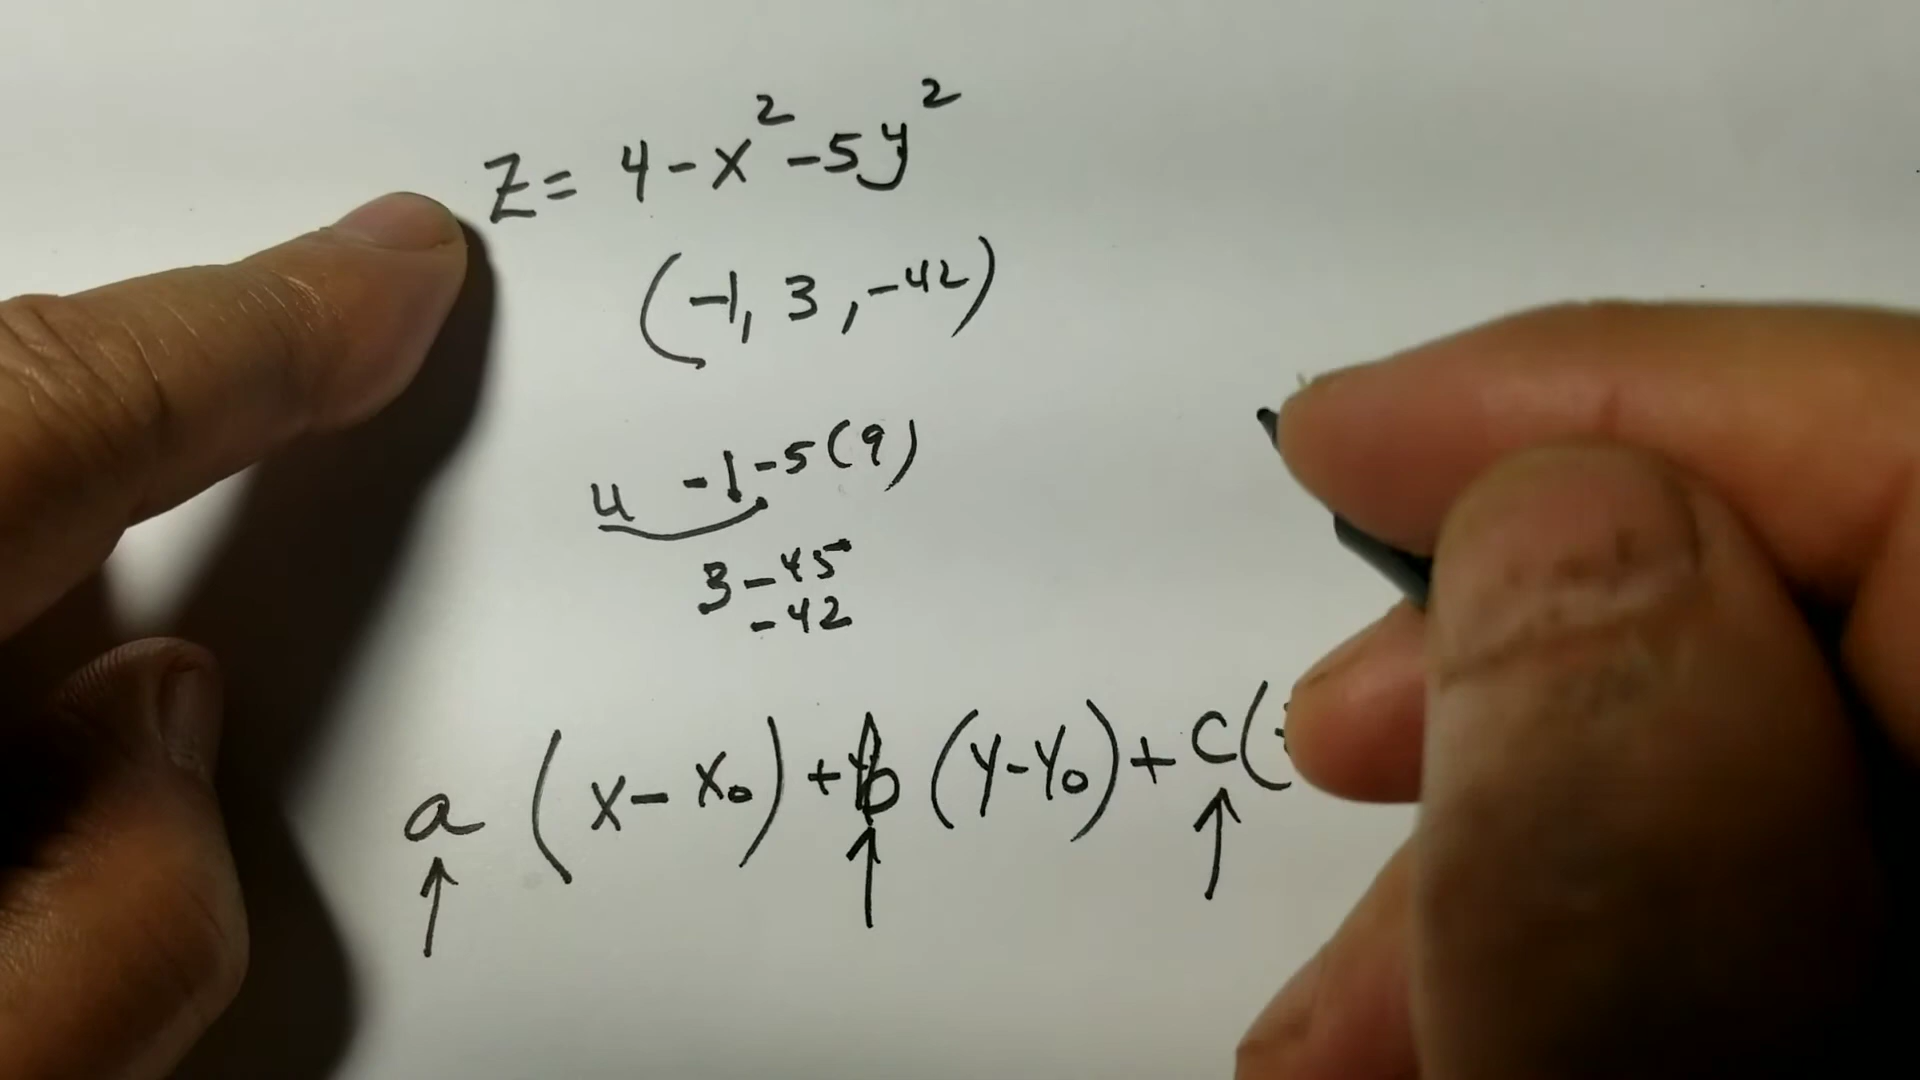 z = 4 - x² - 5y²
(-1, 3, -42)
4 -1 -5(9)
3 - 45
-42
a (x - x₀) + b (y - y₀) + c(